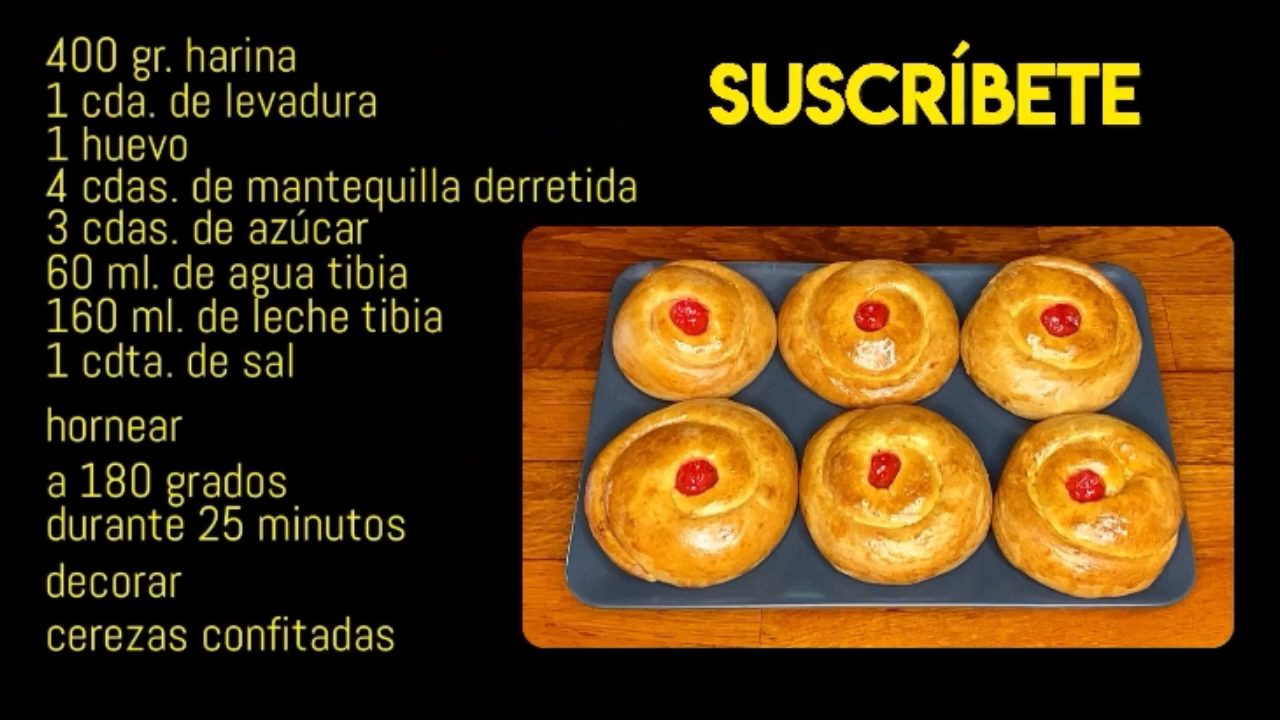 400 gr. harina
1 cda. de levadura
1 huevo
4 cdas. de mantequilla derretida
3 cdas. de azúcar
60 ml. de agua tibia
160 ml. de leche tibia
1 cdta. de sal
hornear
a 180 grados
durante 25 minutos
decorar
cerezas confitadas
SUSCRÍBETE